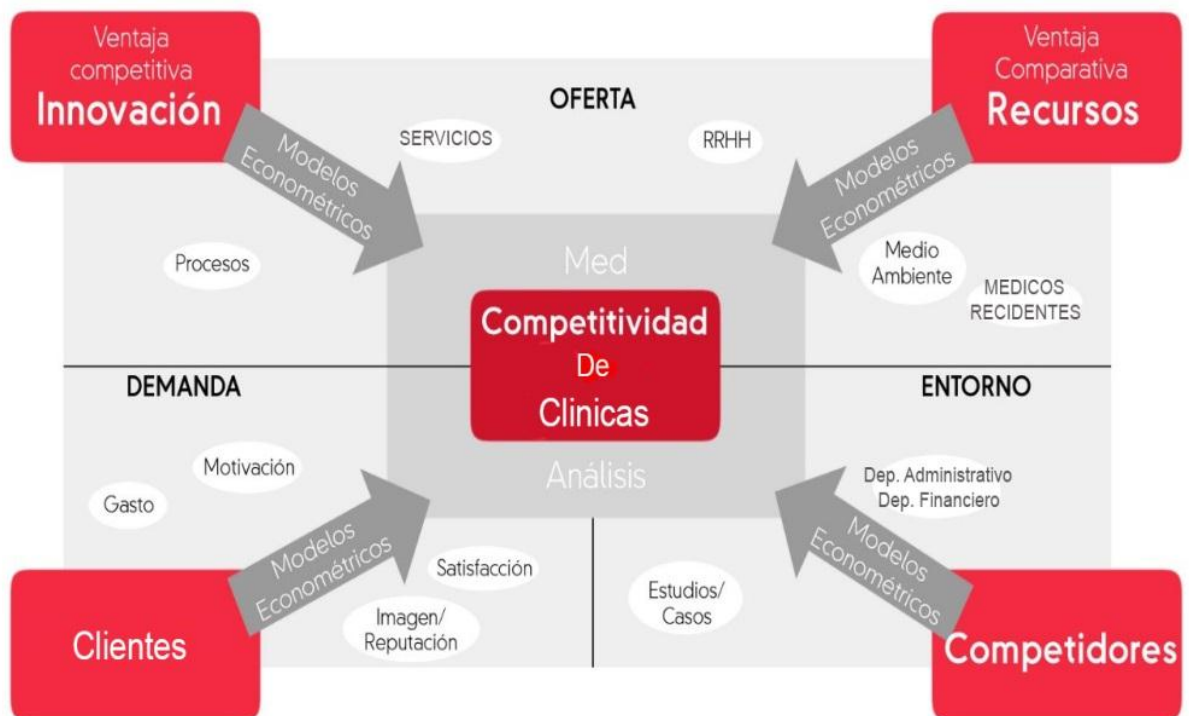 Ventaja
competitiva
Innovación
Ventaja
Comparativa
Recursos
OFERTA
SERVICIOS
RRHH
Modelos
Econométricos
Modelos
Econométricos
Procesos
Medio
Ambiente
MEDICOS
RECIDENTES
Med
Competitividad
De
Clinicas
Análisis
DEMANDA
ENTORNO
Motivación
Gasto
Dep. Administrativo
Dep. Financiero
Modelos
Econométricos
Modelos
Econométricos
Satisfacción
Imagen/
Reputación
Estudios/
Casos
Clientes
Competidores